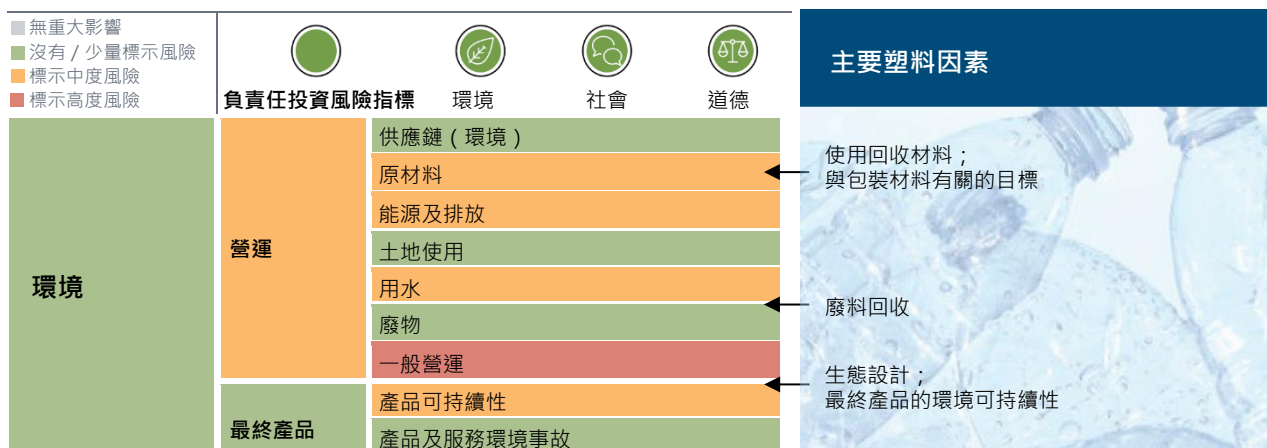 無重大影響
沒有 / 少量標示風險
標示中度風險
標示高度風險
負責任投資風險指標
環境
社會
道德
主要塑料因素
環境
營運
供應鏈（環境）
原材料
能源及排放
土地使用
用水
廢物
一般營運
最終產品
產品可持續性
產品及服務環境事故
使用回收材料；
與包裝材料有關的目標
廢料回收
生態設計；
最終產品的環境可持續性